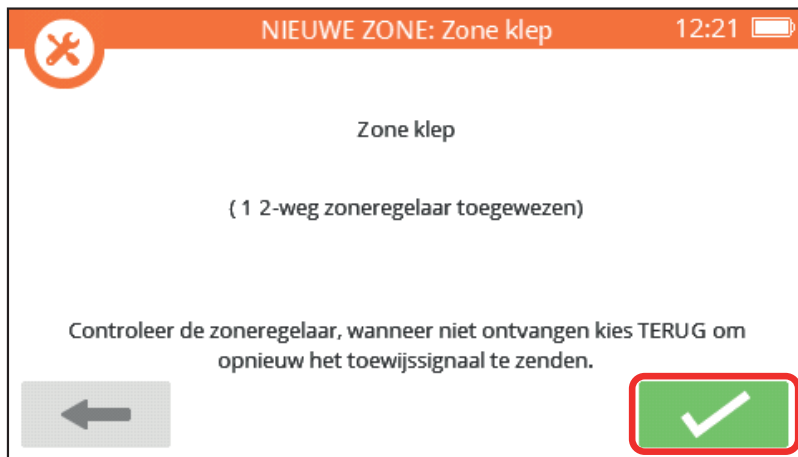 NIEUWE ZONE: Zone klep 12:21
Zone klep
( 1 2-weg zoneregelaar toegewezen)
Controleer de zoneregelaar, wanneer niet ontvangen kies TERUG om
opnieuw het toewijssignaal te zenden.